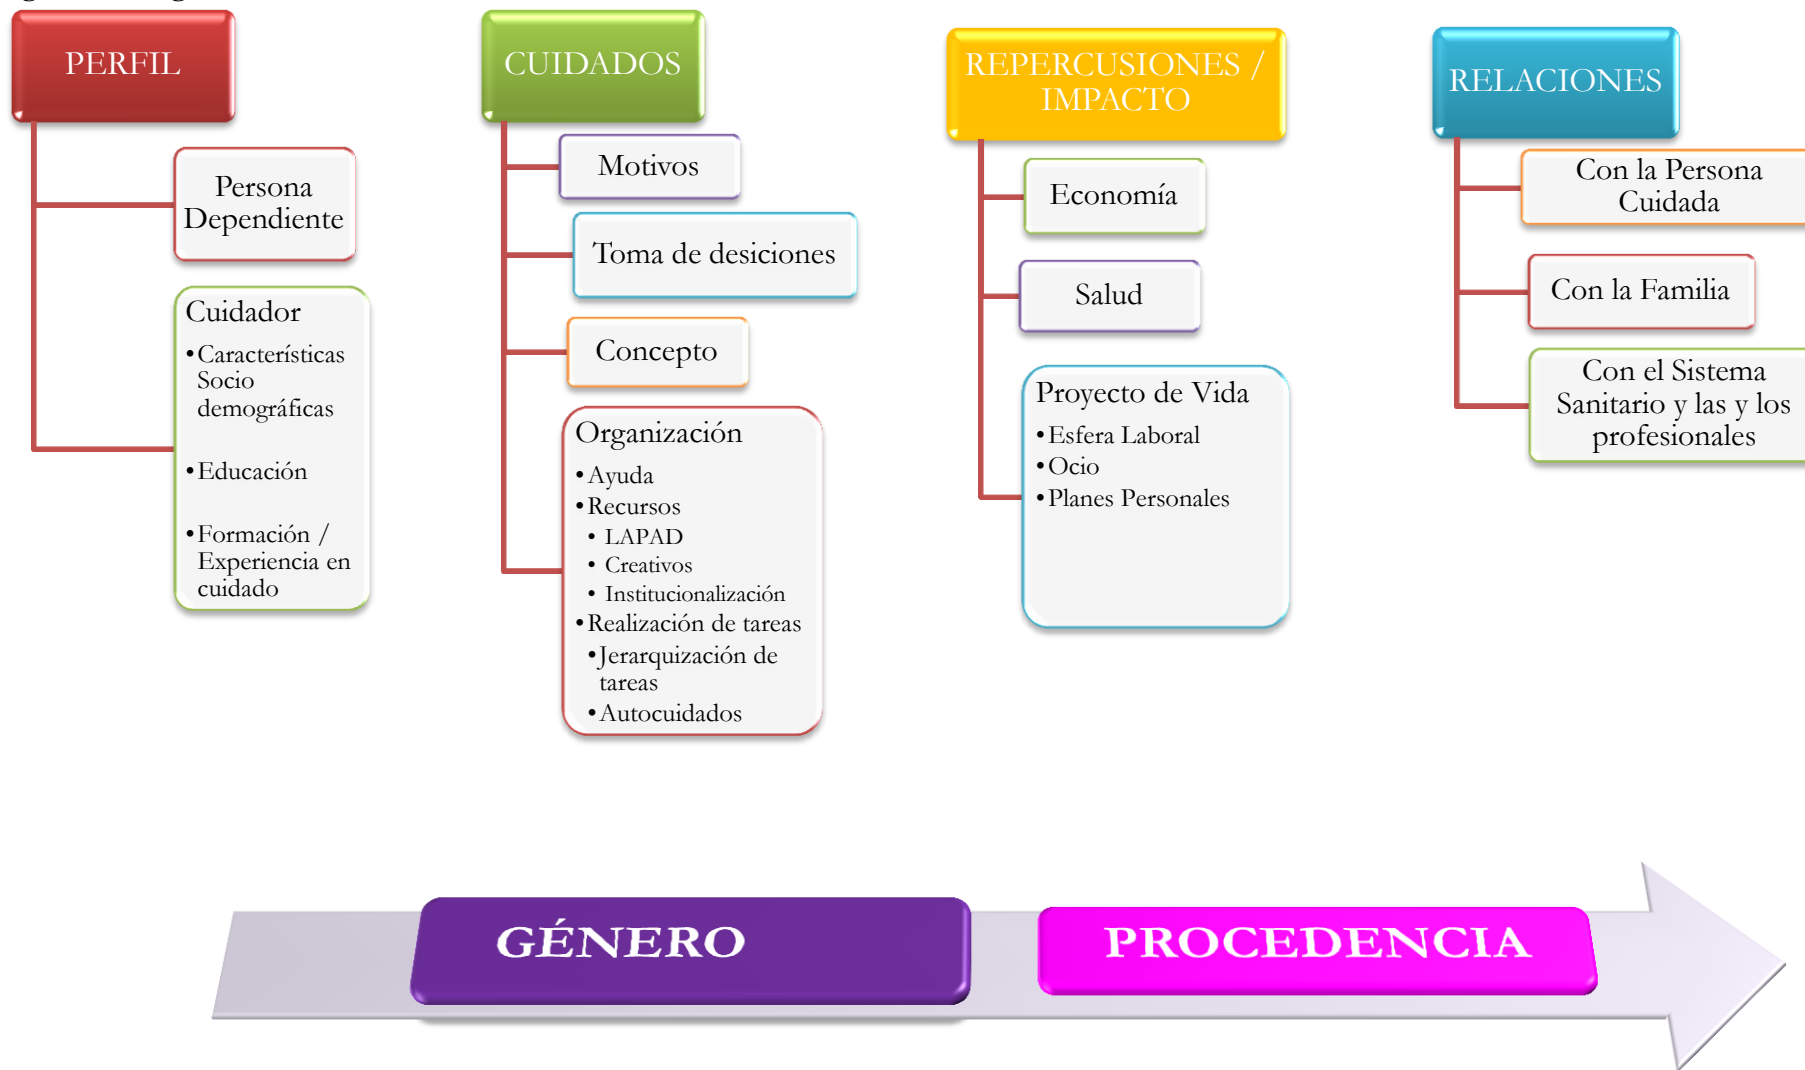 PERFIL
Persona
Dependiente
Cuidador
•Características
Socio
demográficas
•Educación
•Formación /
Experiencia en
cuidado
CUIDADOS
Motivos
Toma de desiciones
Concepto
Organización
•Ayuda
•Recursos
• LAPAD
• Creativos
• Institucionalización
•Realización de tareas
•Jerarquización de
tareas
•Autocuidados
REPERCUSIONES /
IMPACTO
Economía
Salud
Proyecto de Vida
•Esfera Laboral
•Ocio
•Planes Personales
RELACIONES
Con la Persona
Cuidada
Con la Familia
Con el Sistema
Sanitario y las y los
profesionales
GÉNERO
PROCEDENCIA